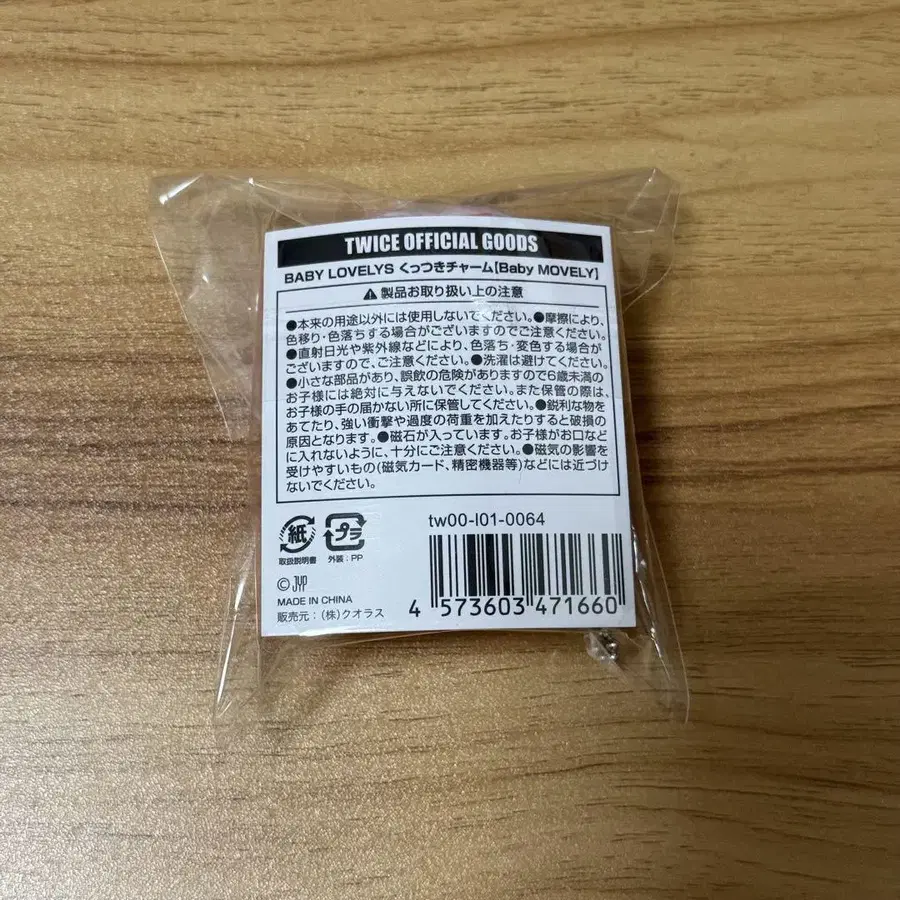 TWICE OFFICIAL GOODS
BABY LOVELYS くっつきチャーム【Baby MOVELY】
⚠製品お取り扱い上の注意
●本来の用途以外には使用しないでください。●摩擦により、
色移り・色落ちする場合がございますのでご注意ください。
●直射日光や紫外線などにより、色落ち・変色する場合が
ございますので、ご注意ください。●洗濯は避けてください。
●小さな部品があり、誤飲の危険がありますので6歳未満の
お子様には絶対に与えないでください。また保管の際は、
お子様の手の届かない所に保管してください。●鋭利な物を
あてたり、強い衝撃や過度の荷重を加えたりすると破損の
原因となります。●磁石が入っています。お子様がお口など
に入れないように、十分にご注意ください。●磁気の影響を
受けやすいもの(磁気カード、精密機器等)などには近づけ
ないでください。
tw00-l01-0064
紙
プラ
取扱説明書
外装:PP
© JYP
MADE IN CHINA
販売元:(株)クオラス
4 573603 471660